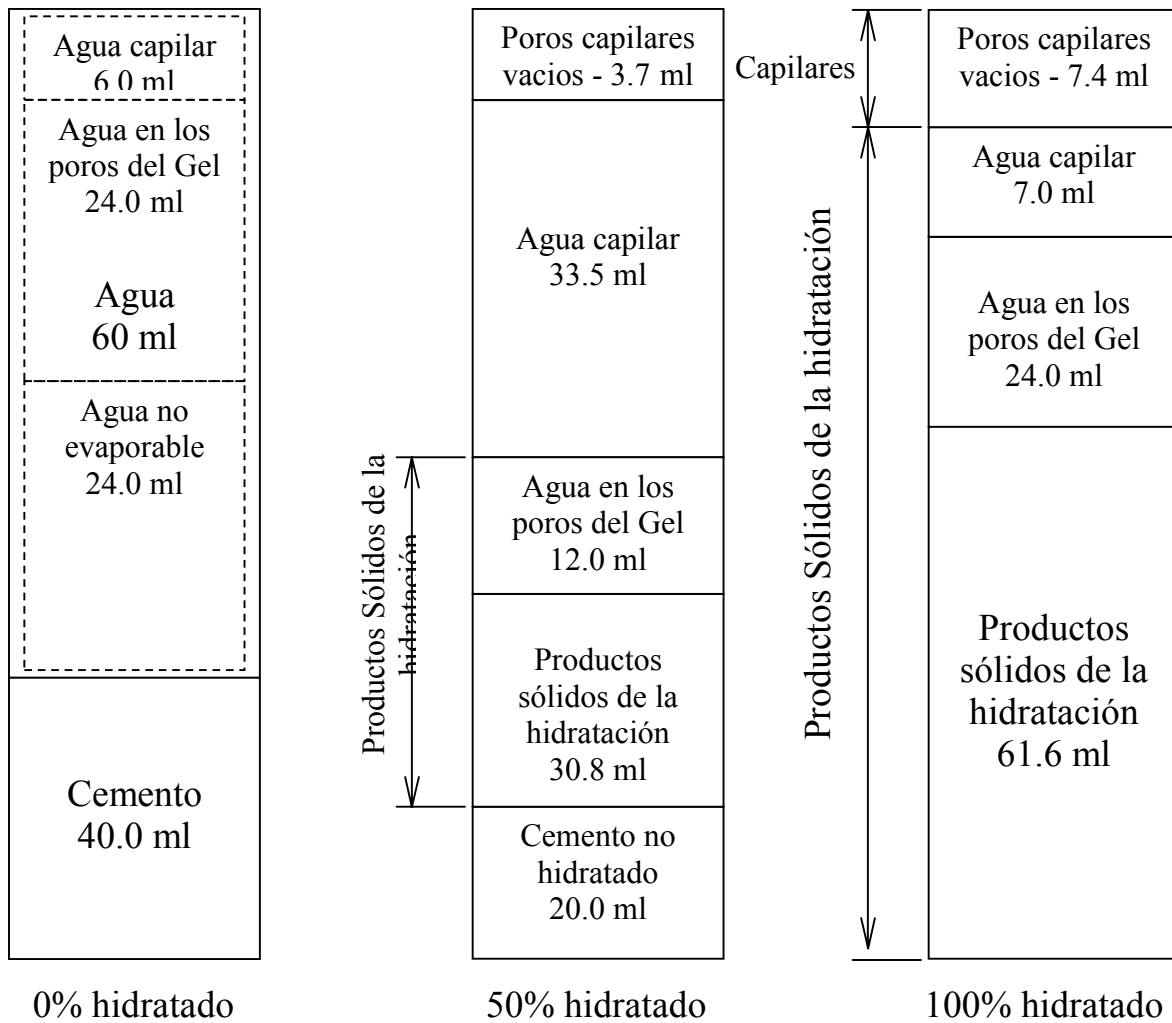 Agua capilar
6.0 ml
Agua en los
poros del Gel
24.0 ml
Agua
60 ml
Agua no
evaporable
24.0 ml
Cemento
40.0 ml
0% hidratado
Productos Sólidos de la
hidratación
Poros capilares
vacios - 3.7 ml
Agua capilar
33.5 ml
Agua en los
poros del Gel
12.0 ml
Productos
sólidos de la
hidratación
30.8 ml
Cemento no
hidratado
20.0 ml
50% hidratado
Capilares
Productos Sólidos de la hidratación
Poros capilares
vacios - 7.4 ml
Agua capilar
7.0 ml
Agua en los
poros del Gel
24.0 ml
Productos
sólidos de la
hidratación
61.6 ml
100% hidratado